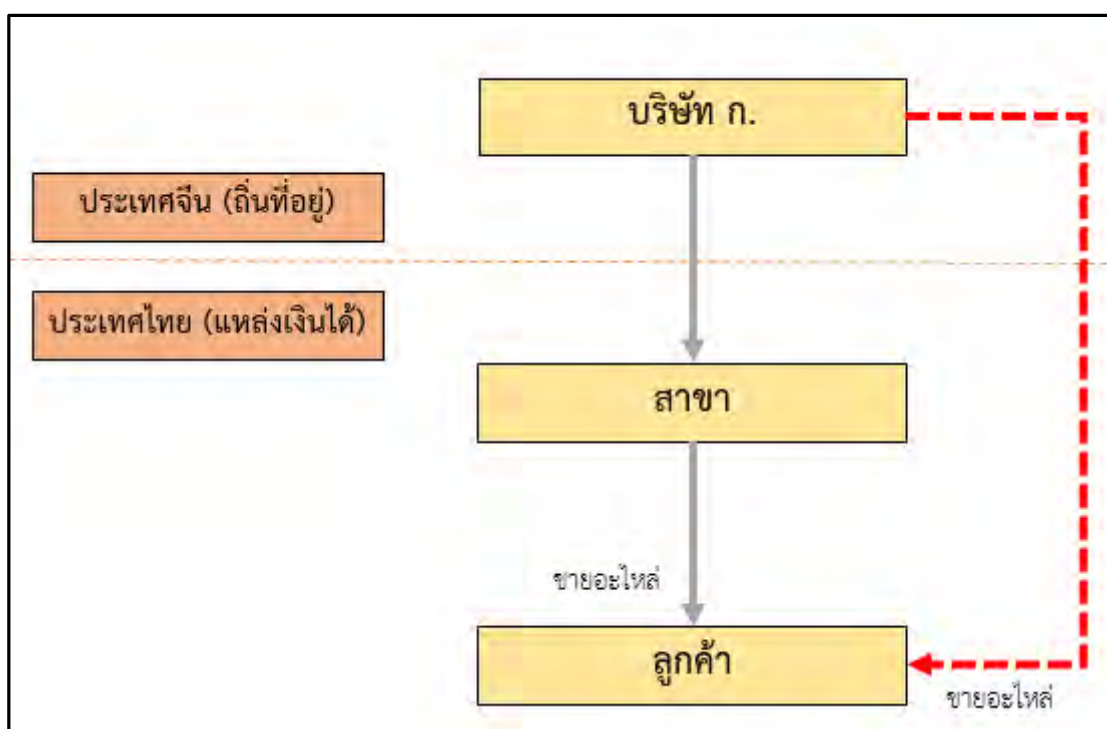 บริษัท ก.
ประเทศจีน (ถิ่นที่อยู่)
ประเทศไทย (แหล่งเงินได้)
สาขา
ขายอะไหล่
ลูกค้า
ขายอะไหล่